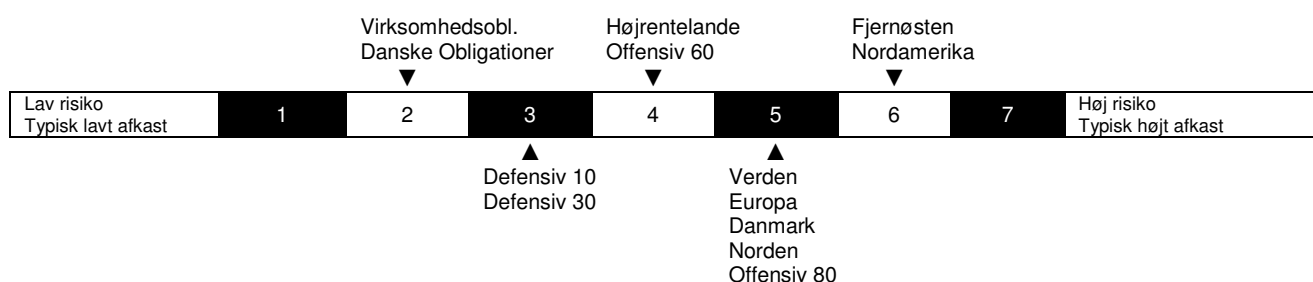 Virksomhedsobl.
Danske Obligationer
Højrentelande
Offensiv 60
Fjernøsten
Nordamerika
Lav risiko
Typisk lavt afkast
1
2
3
4
5
6
7
Høj risiko
Typisk højt afkast
Defensiv 10
Defensiv 30
Verden
Europa
Danmark
Norden
Offensiv 80